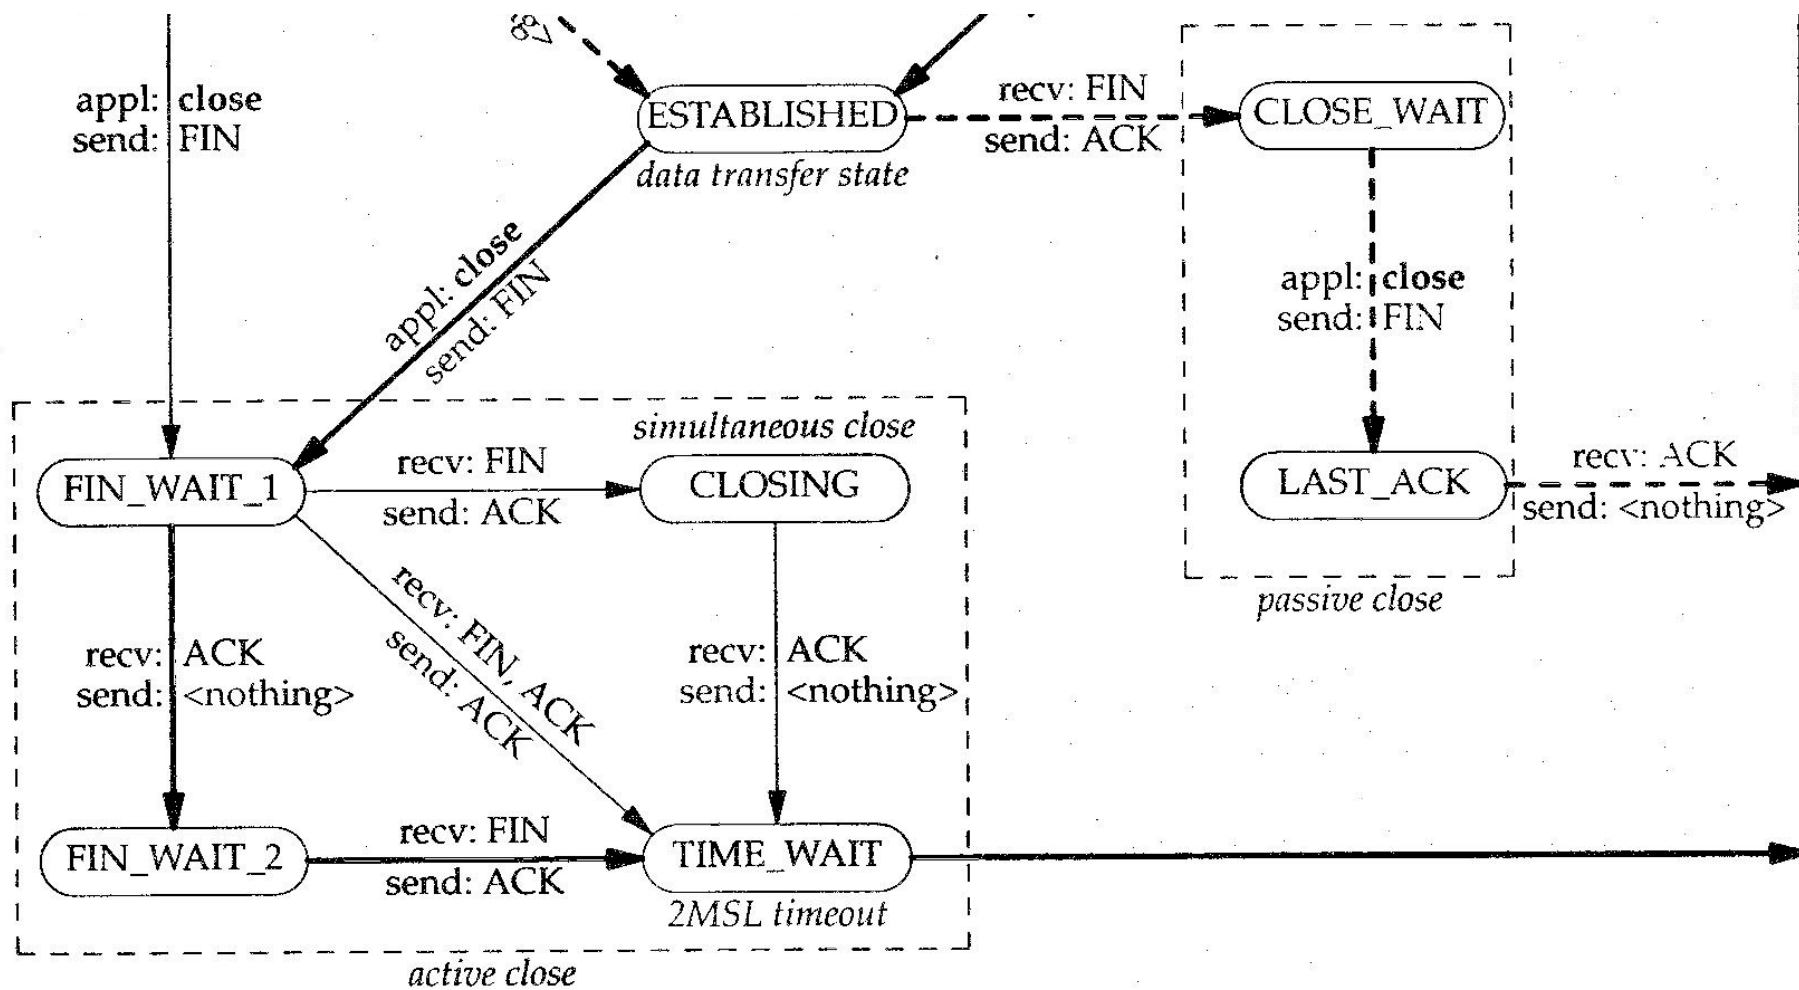 appl: close
send: FIN
ESTABLISHED
data transfer state
recv: FIN
send: ACK
CLOSE_WAIT
appl: close
send: FIN
appl: close
send: FIN
simultaneous close
FIN_WAIT_1
recv: FIN
send: ACK
CLOSING
LAST_ACK
recv: ACK
send: <nothing>
passive close
recv: ACK
send: <nothing>
recv: FIN, ACK
send: ACK
recv: ACK
send: <nothing>
FIN_WAIT_2
recv: FIN
send: ACK
TIME_WAIT
2MSL timeout
active close